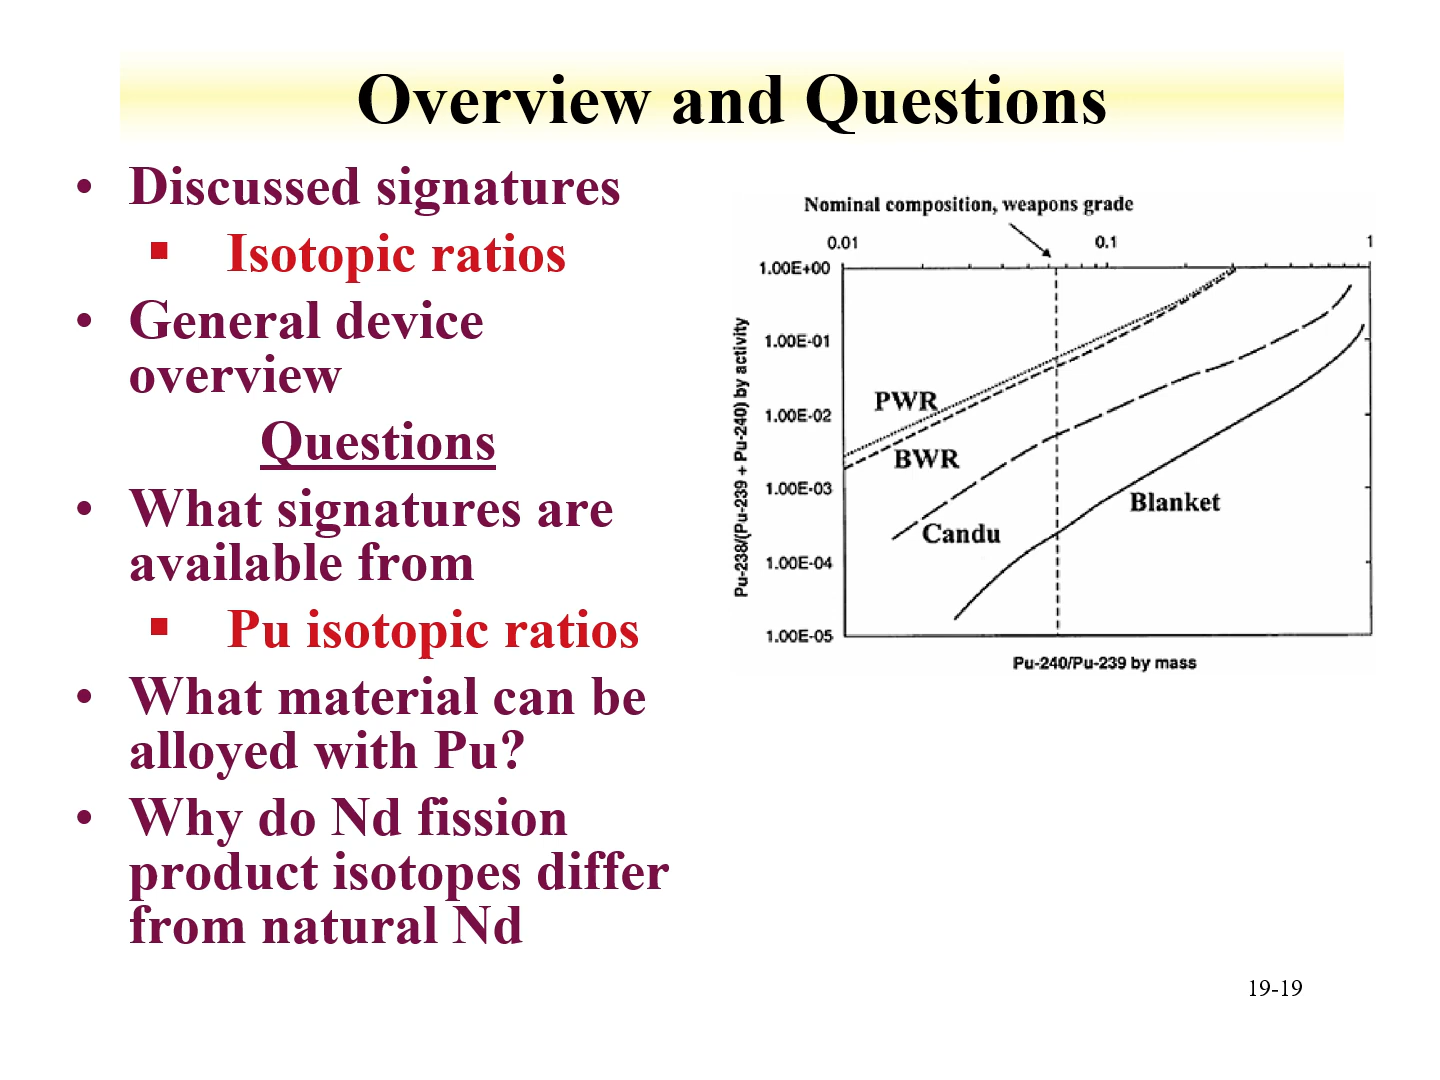 Overview and Questions
• Discussed signatures
▪ Isotopic ratios
• General device
overview
Questions
• What signatures are
available from
▪ Pu isotopic ratios
• What material can be
alloyed with Pu?
• Why do Nd fission
product isotopes differ
from natural Nd
Nominal composition, weapons grade
0.01 0.1 1
1.00E+00
1.00E-01
1.00E-02
1.00E-03
1.00E-04
1.00E-05
Pu-238/(Pu-239 + Pu-240) by activity
PWR
BWR
Candu
Blanket
Pu-240/Pu-239 by mass
19-19